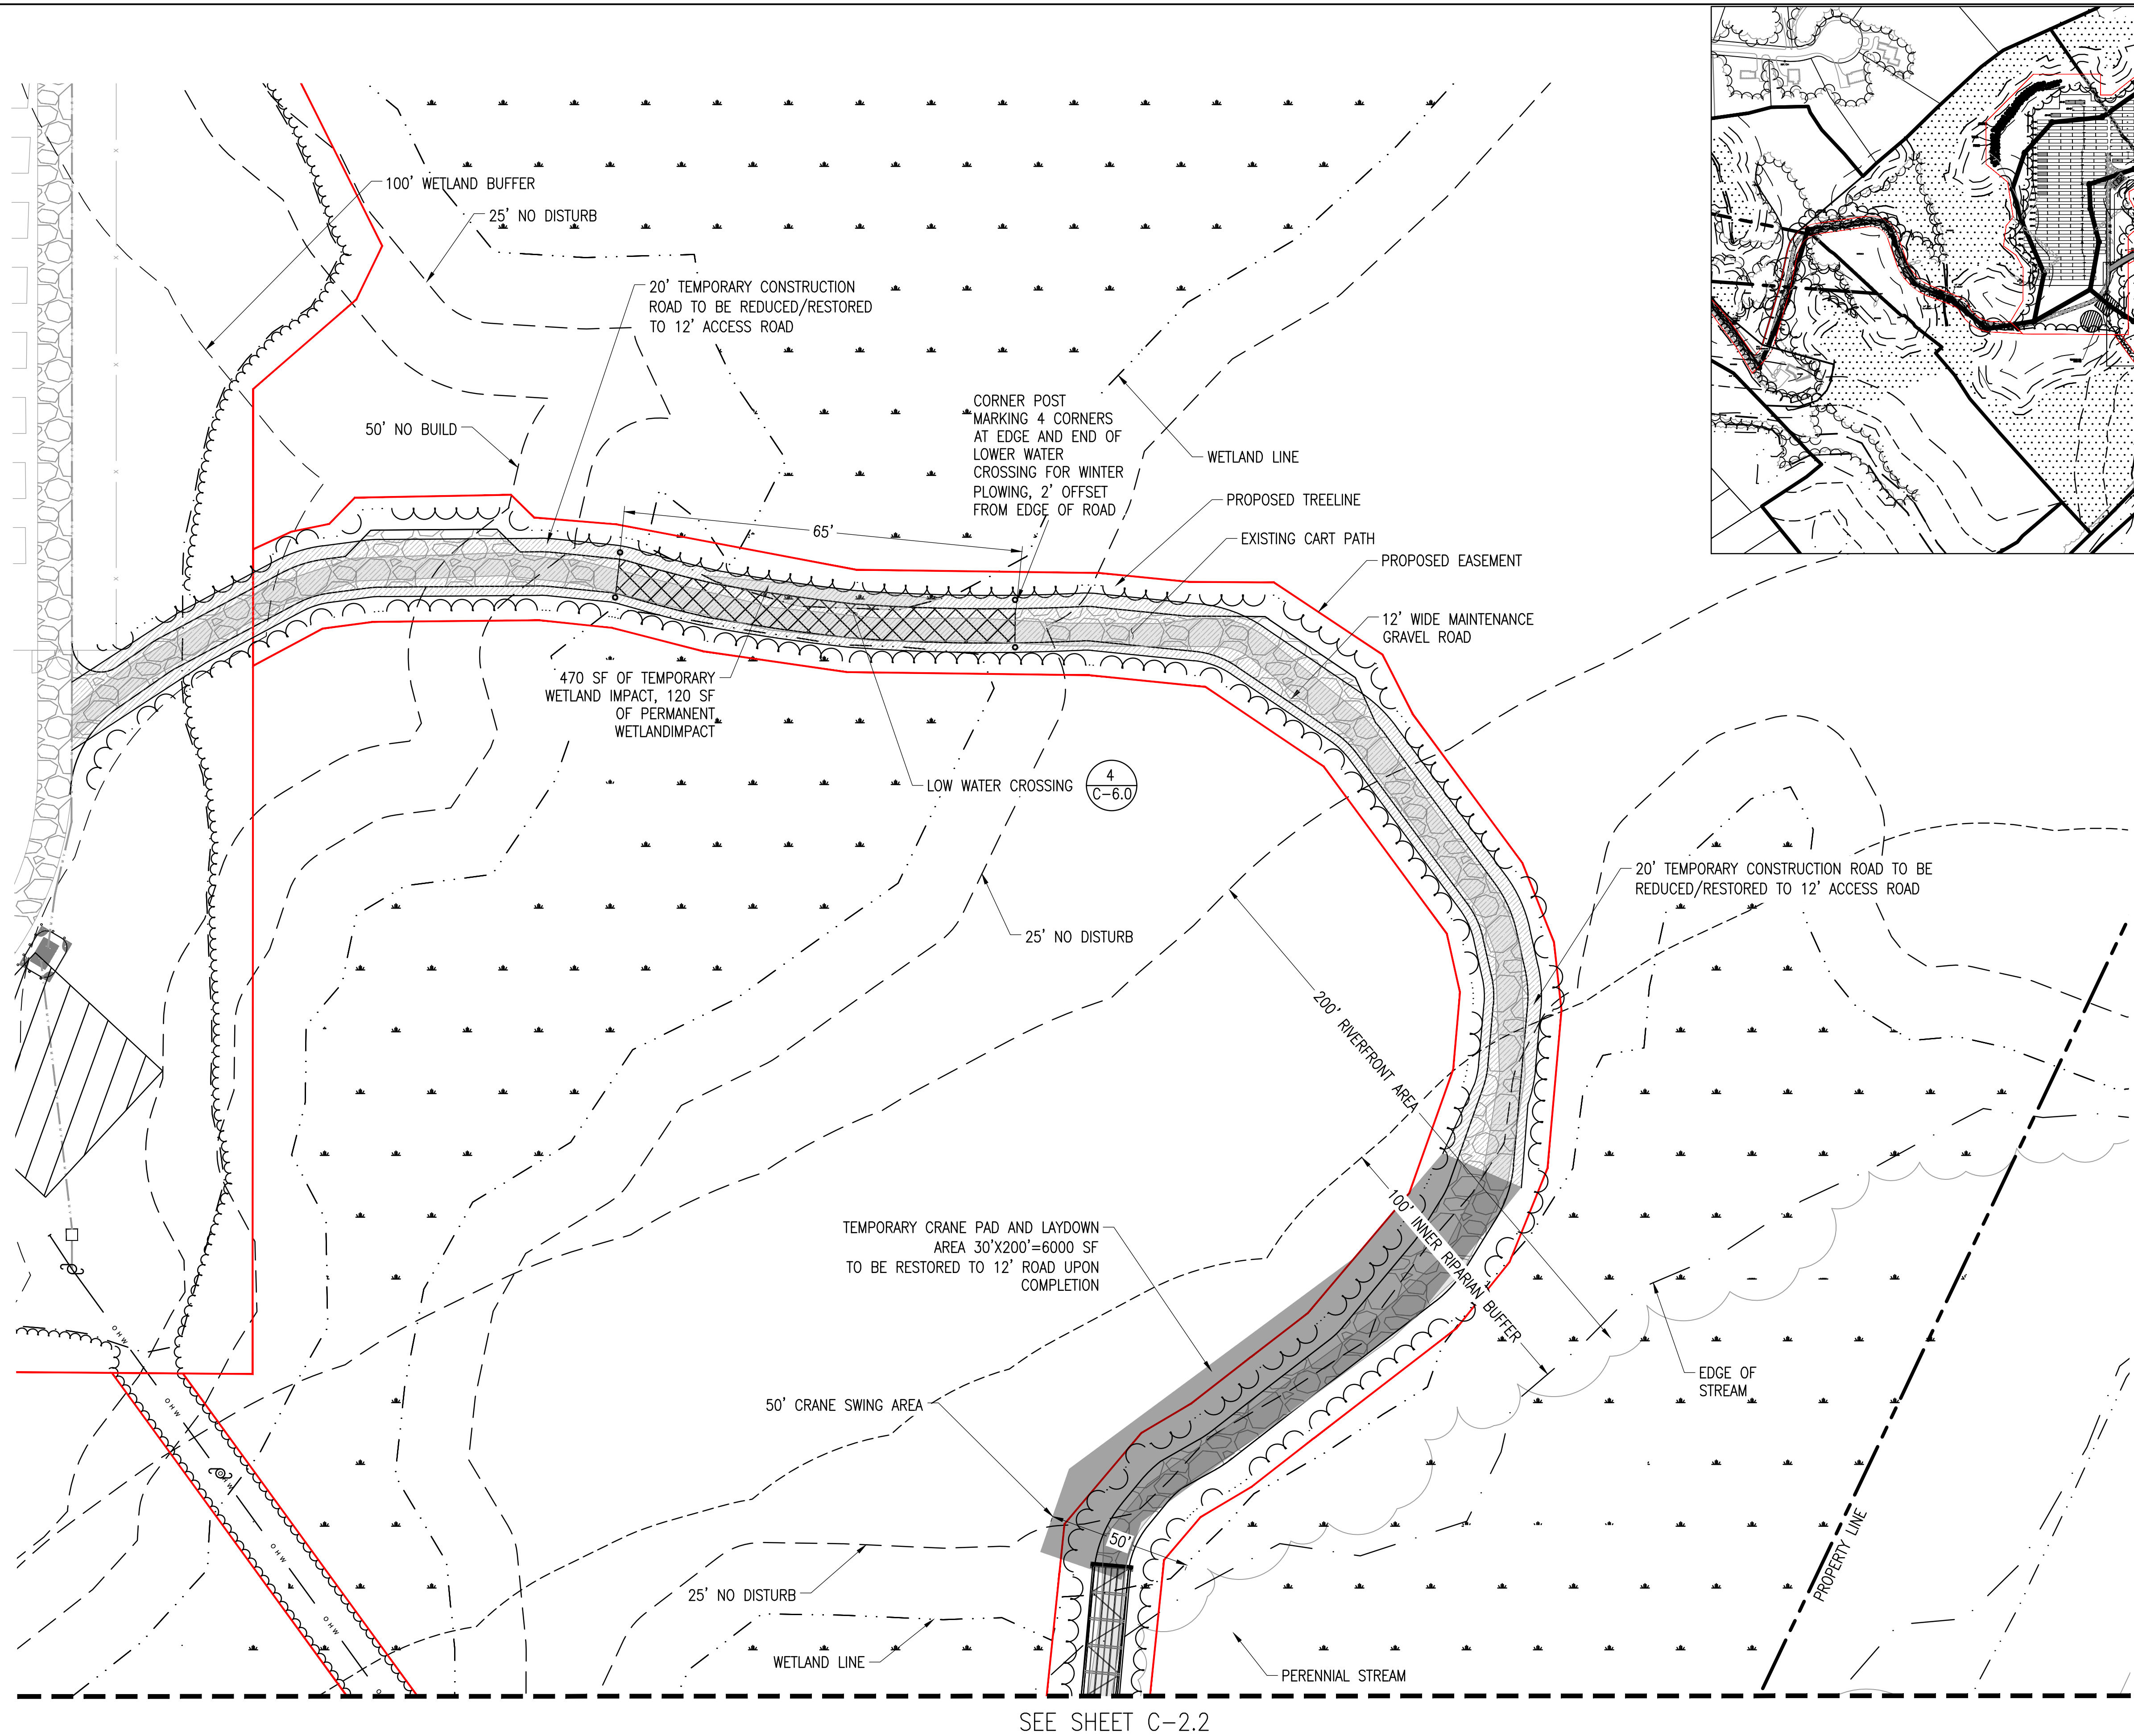 100' WETLAND BUFFER
25' NO DISTURB
20' TEMPORARY CONSTRUCTION
ROAD TO BE REDUCED/RESTORED
TO 12' ACCESS ROAD
50' NO BUILD
CORNER POST
MARKING 4 CORNERS
AT EDGE AND END OF
LOWER WATER
CROSSING FOR WINTER
PLOWING, 2' OFFSET
FROM EDGE OF ROAD
WETLAND LINE
PROPOSED TREELINE
65'
EXISTING CART PATH
PROPOSED EASEMENT
12' WIDE MAINTENANCE
GRAVEL ROAD
470 SF OF TEMPORARY
WETLAND IMPACT, 120 SF
OF PERMANENT
WETLANDIMPACT
LOW WATER CROSSING
4
C-6.0
20' TEMPORARY CONSTRUCTION ROAD TO BE
REDUCED/RESTORED TO 12' ACCESS ROAD
25' NO DISTURB
200' RIVERFRONT AREA
100' INNER RIPARIAN BUFFER
TEMPORARY CRANE PAD AND LAYDOWN
AREA 30'X200'=6000 SF
TO BE RESTORED TO 12' ROAD UPON
COMPLETION
OHW
OHW
OHW
OHW
OHW
EDGE OF
STREAM
50' CRANE SWING AREA
50'
PROPERTY LINE
25' NO DISTURB
WETLAND LINE
PERENNIAL STREAM
SEE SHEET C-2.2